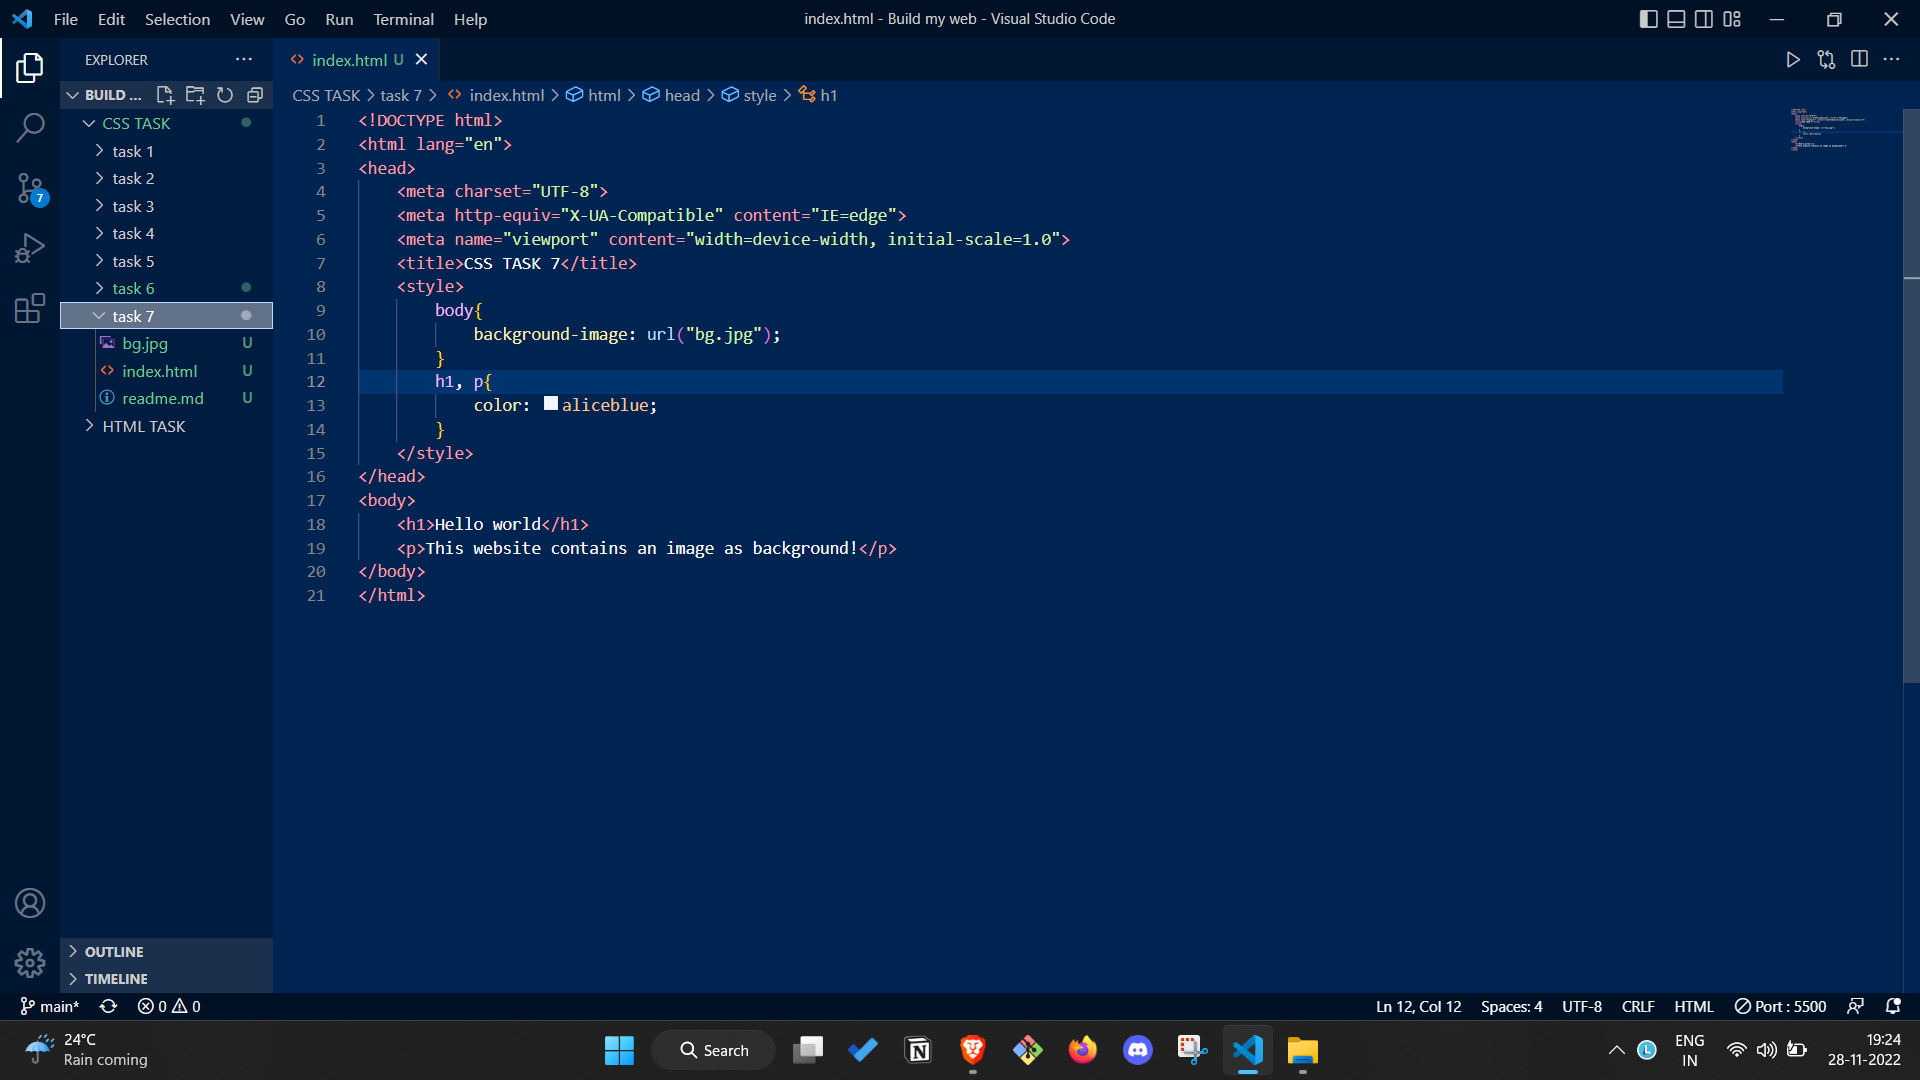 File Edit Selection View Go Run Terminal Help
index.html - Build my web - Visual Studio Code
EXPLORER
index.html U
BUILD ...
CSS TASK > task 7 > index.html > html > head > style > h1
CSS TASK
task 1
task 2
task 3
task 4
task 5
task 6
task 7
bg.jpg U
index.html U
readme.md U
HTML TASK
7
1 <!DOCTYPE html>
2 <html lang="en">
3 <head>
4 <meta charset="UTF-8">
5 <meta http-equiv="X-UA-Compatible" content="IE=edge">
6 <meta name="viewport" content="width=device-width, initial-scale=1.0">
7 <title>CSS TASK 7</title>
8 <style>
9 body{
10 background-image: url("bg.jpg");
11 }
12 h1, p{
13 color: aliceblue;
14 }
15 </style>
16 </head>
17 <body>
18 <h1>Hello world</h1>
19 <p>This website contains an image as background!</p>
20 </body>
21 </html>
OUTLINE
TIMELINE
main* 0 0
Ln 12, Col 12 Spaces: 4 UTF-8 CRLF HTML Port : 5500
24°C
Rain coming
Search
L
ENG
IN
19:24
28-11-2022